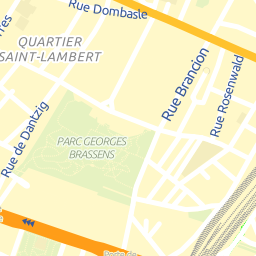 Rue Dombasle
QUARTIER
SAINT-LAMBERT
Rue Brancion
Rue Rosenwald
Rue de Dantzig
PARC GEORGES
BRASSENS